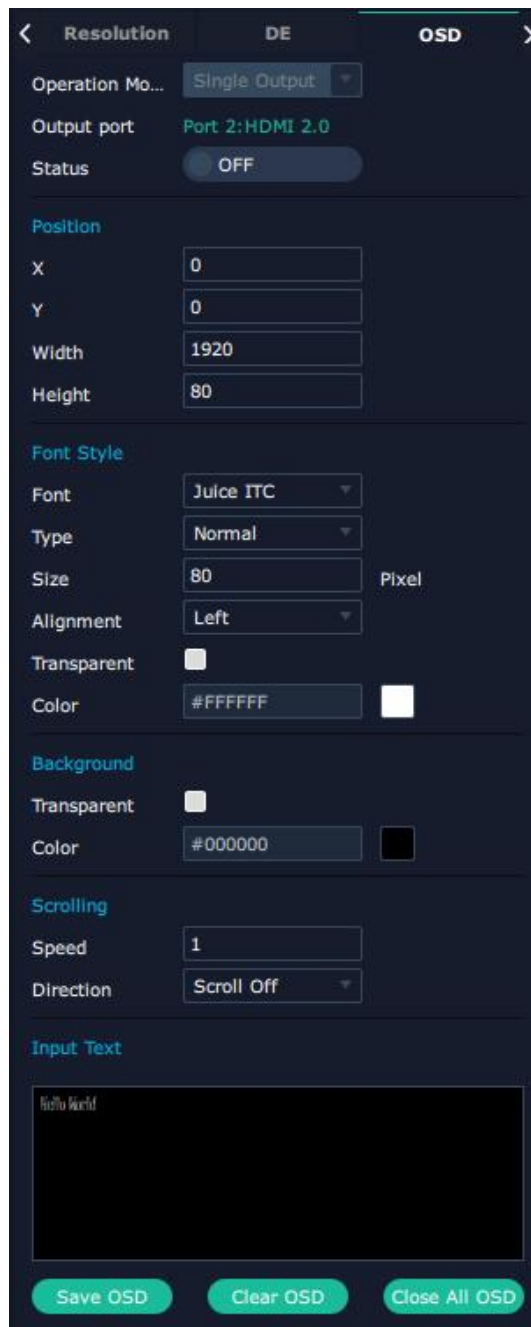 Resolution DE OSD
Operation Mo... Single Output
Output port Port 2:HDMI 2.0
Status OFF
Position
X 0
Y 0
Width 1920
Height 80
Font Style
Font Juice ITC
Type Normal
Size 80 Pixel
Alignment Left
Transparent
Color #FFFFFF
Background
Transparent
Color #000000
Scrolling
Speed 1
Direction Scroll Off
Input Text
Hello World
Save OSD Clear OSD Close All OSD